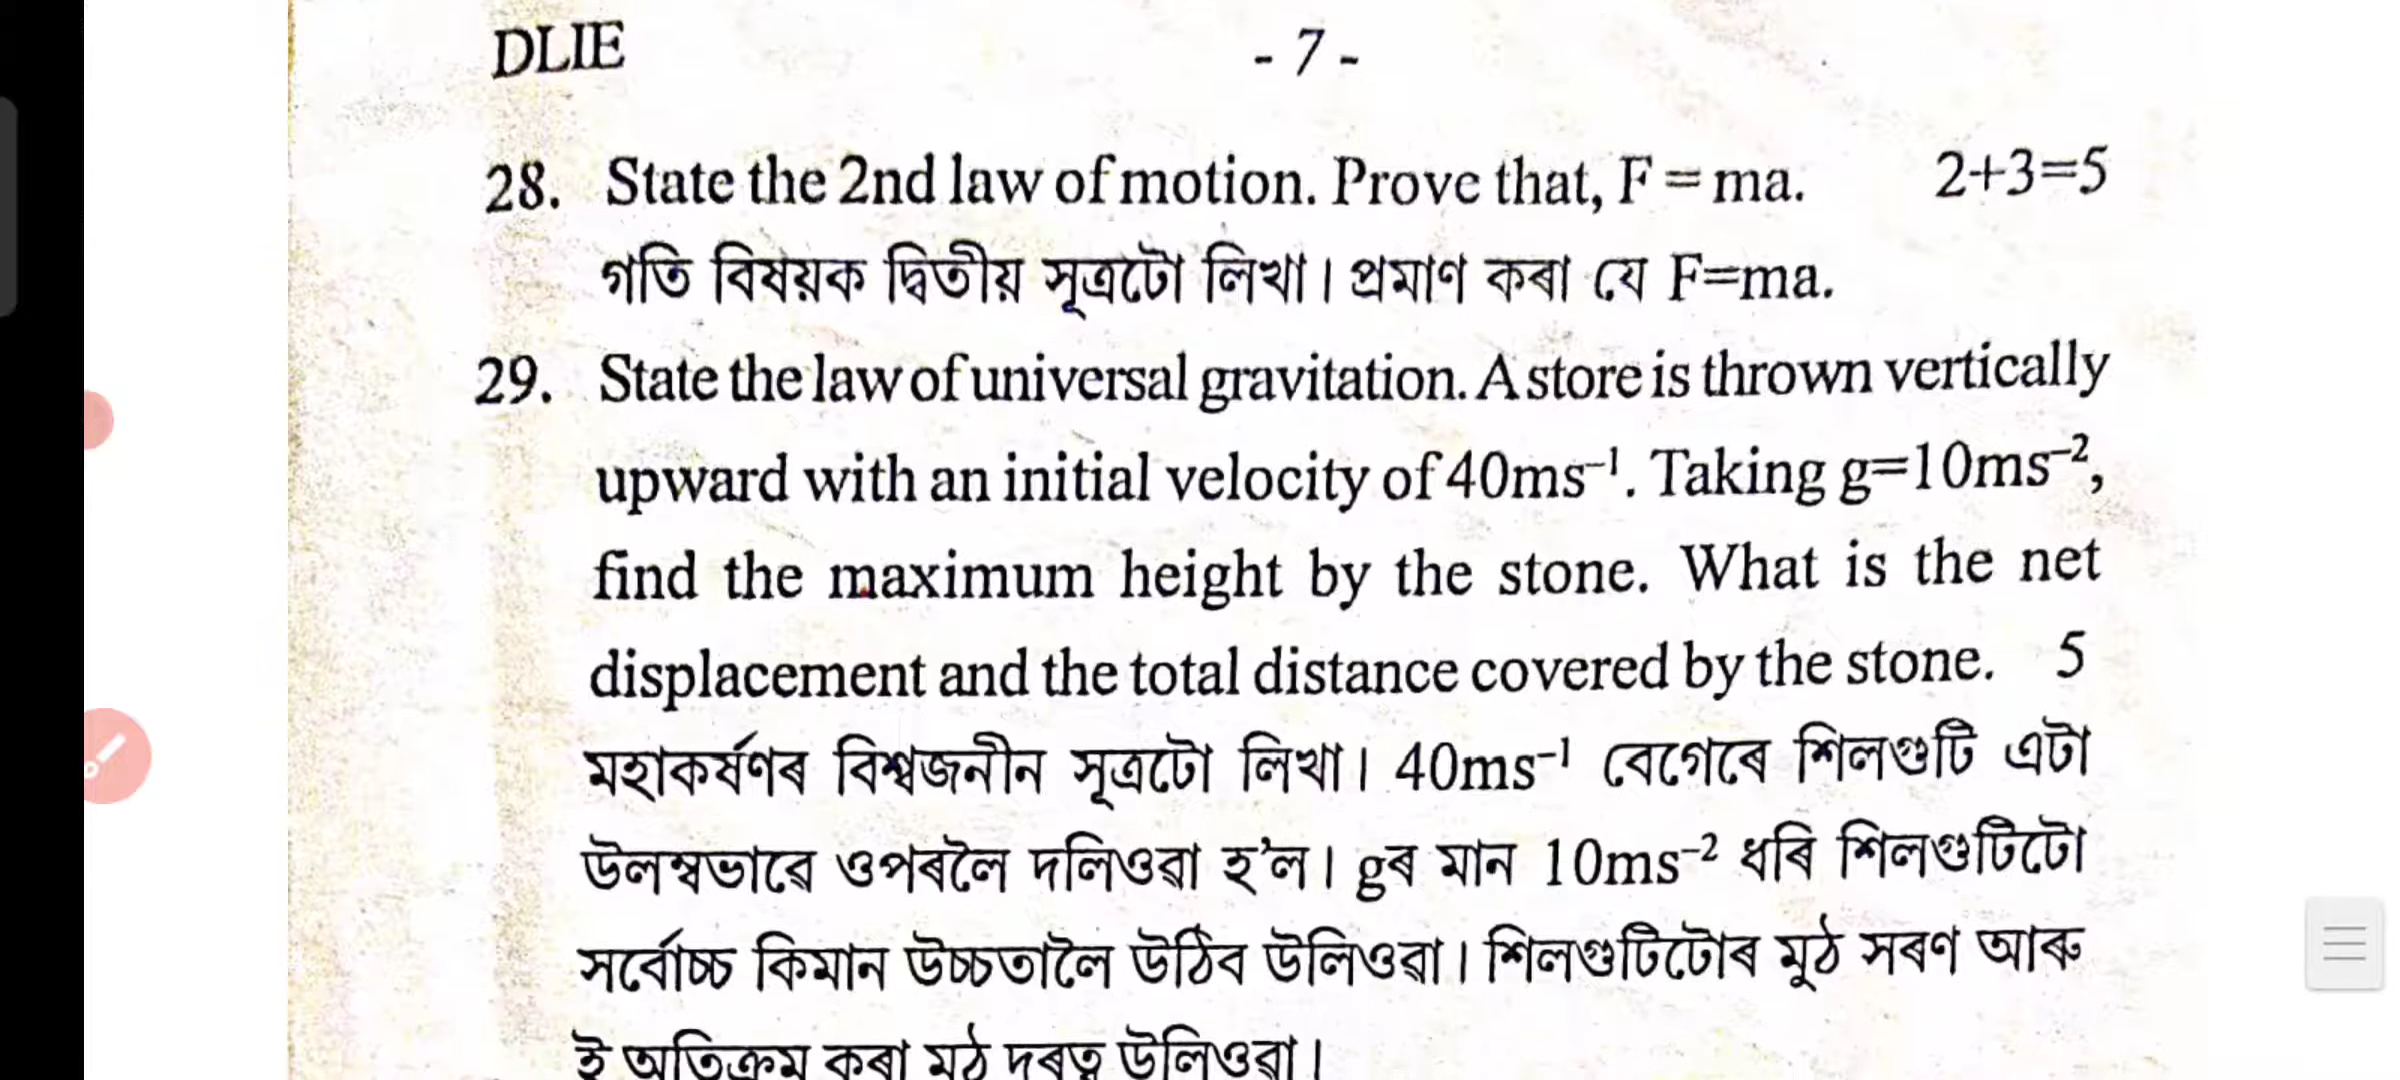 DLIE
- 7 -
28. State the 2nd law of motion. Prove that, F = ma. 2+3=5
গতি বিষয়ক দ্বিতীয় সূত্ৰটো লিখা। প্ৰমাণ কৰা যে F=ma.
29. State the law of universal gravitation. A store is thrown vertically
upward with an initial velocity of 40ms⁻¹. Taking g=10ms⁻²,
find the maximum height by the stone. What is the net
displacement and the total distance covered by the stone. 5
মহাকৰ্ষণৰ বিশ্বজনীন সূত্ৰটো লিখা। 40ms⁻¹ বেগেৰে শিলগুটি এটা
উলম্বভাৱে ওপৰলৈ দলিওৱা হ’ল। gৰ মান 10ms⁻² ধৰি শিলগুটিটো
সৰ্বোচ্চ কিমান উচ্চতালৈ উঠিব উলিওৱা। শিলগুটিটোৰ মুঠ সৰণ আৰু
ই অতিক্ৰম কৰা মুঠ দূৰত্ব উলিওৱা।